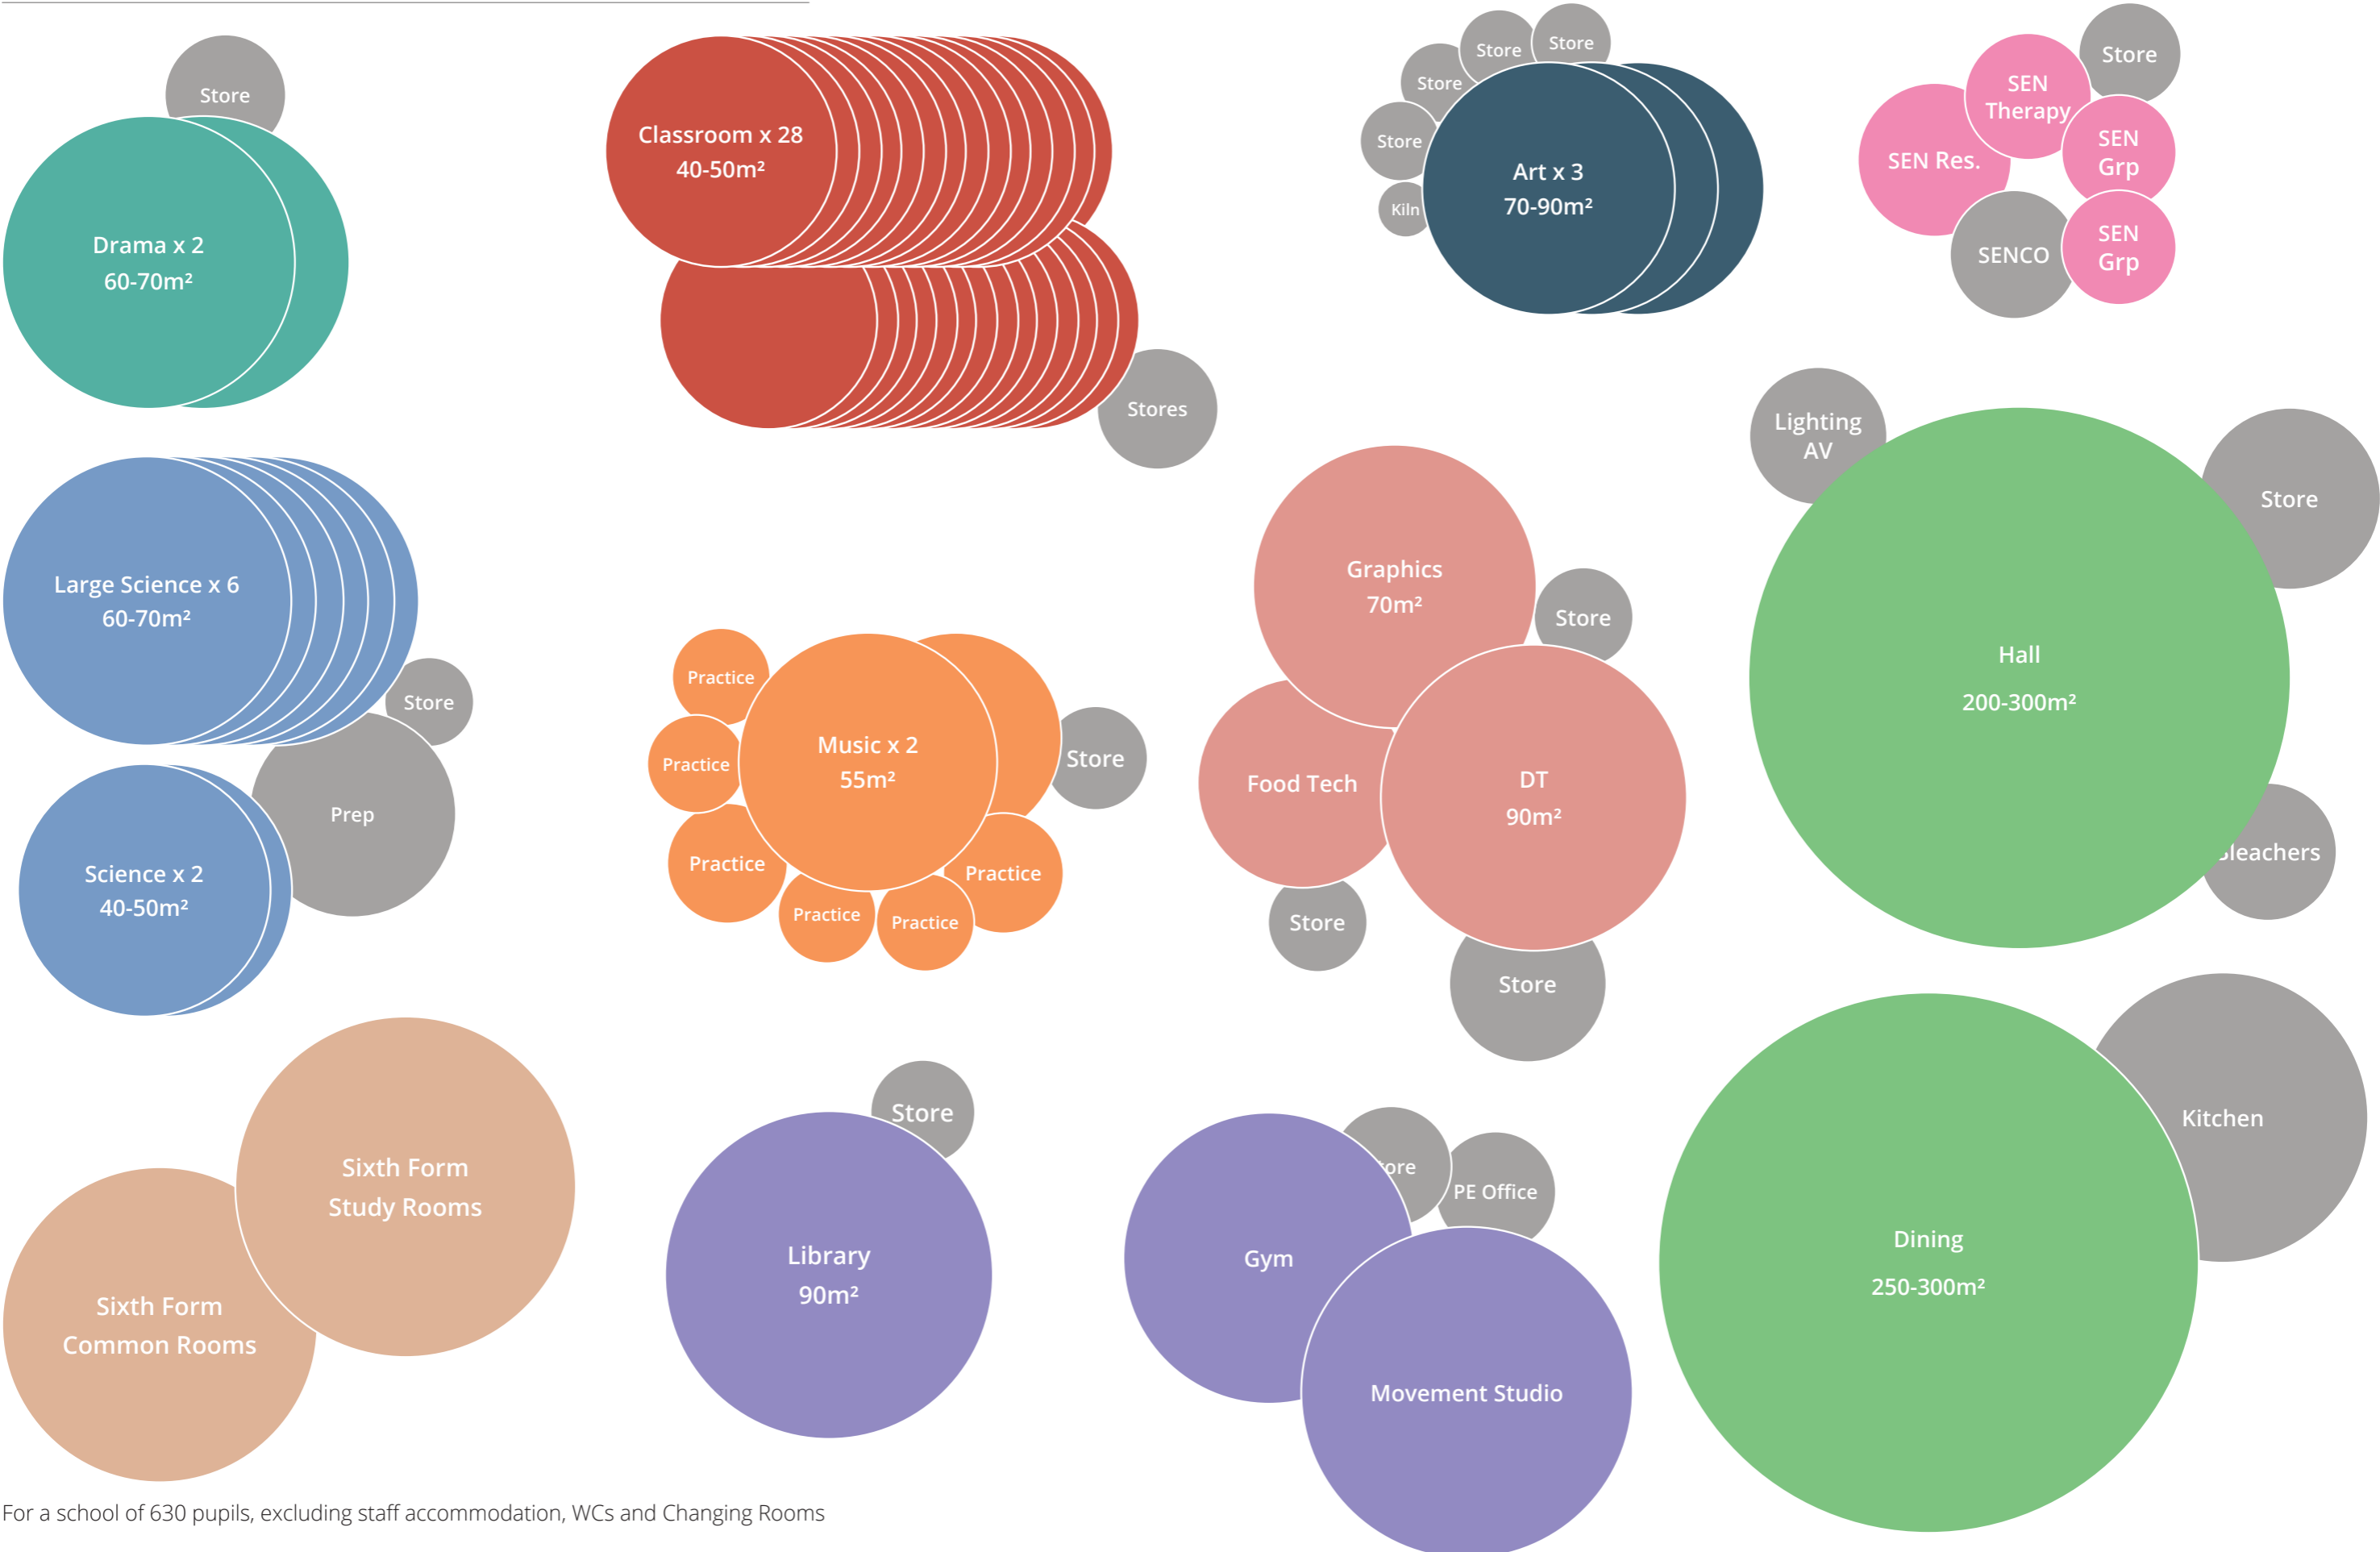 Store
Drama x 2
60-70m²
Classroom x 28
40-50m²
Stores
Store
Store
Store
Store
Kiln
Art x 3
70-90m²
Store
SEN
Therapy
SEN Res.
SEN
Grp
SENCO
SEN
Grp
Large Science x 6
60-70m²
Store
Prep
Science x 2
40-50m²
Practice
Practice
Practice
Practice
Practice
Practice
Music x 2
55m²
Store
Graphics
70m²
Store
Food Tech
DT
90m²
Store
Store
Lighting
AV
Store
Hall
200-300m²
Bleachers
Sixth Form
Study Rooms
Sixth Form
Common Rooms
Store
Library
90m²
Store
PE Office
Gym
Movement Studio
Kitchen
Dining
250-300m²
For a school of 630 pupils, excluding staff accommodation, WCs and Changing Rooms